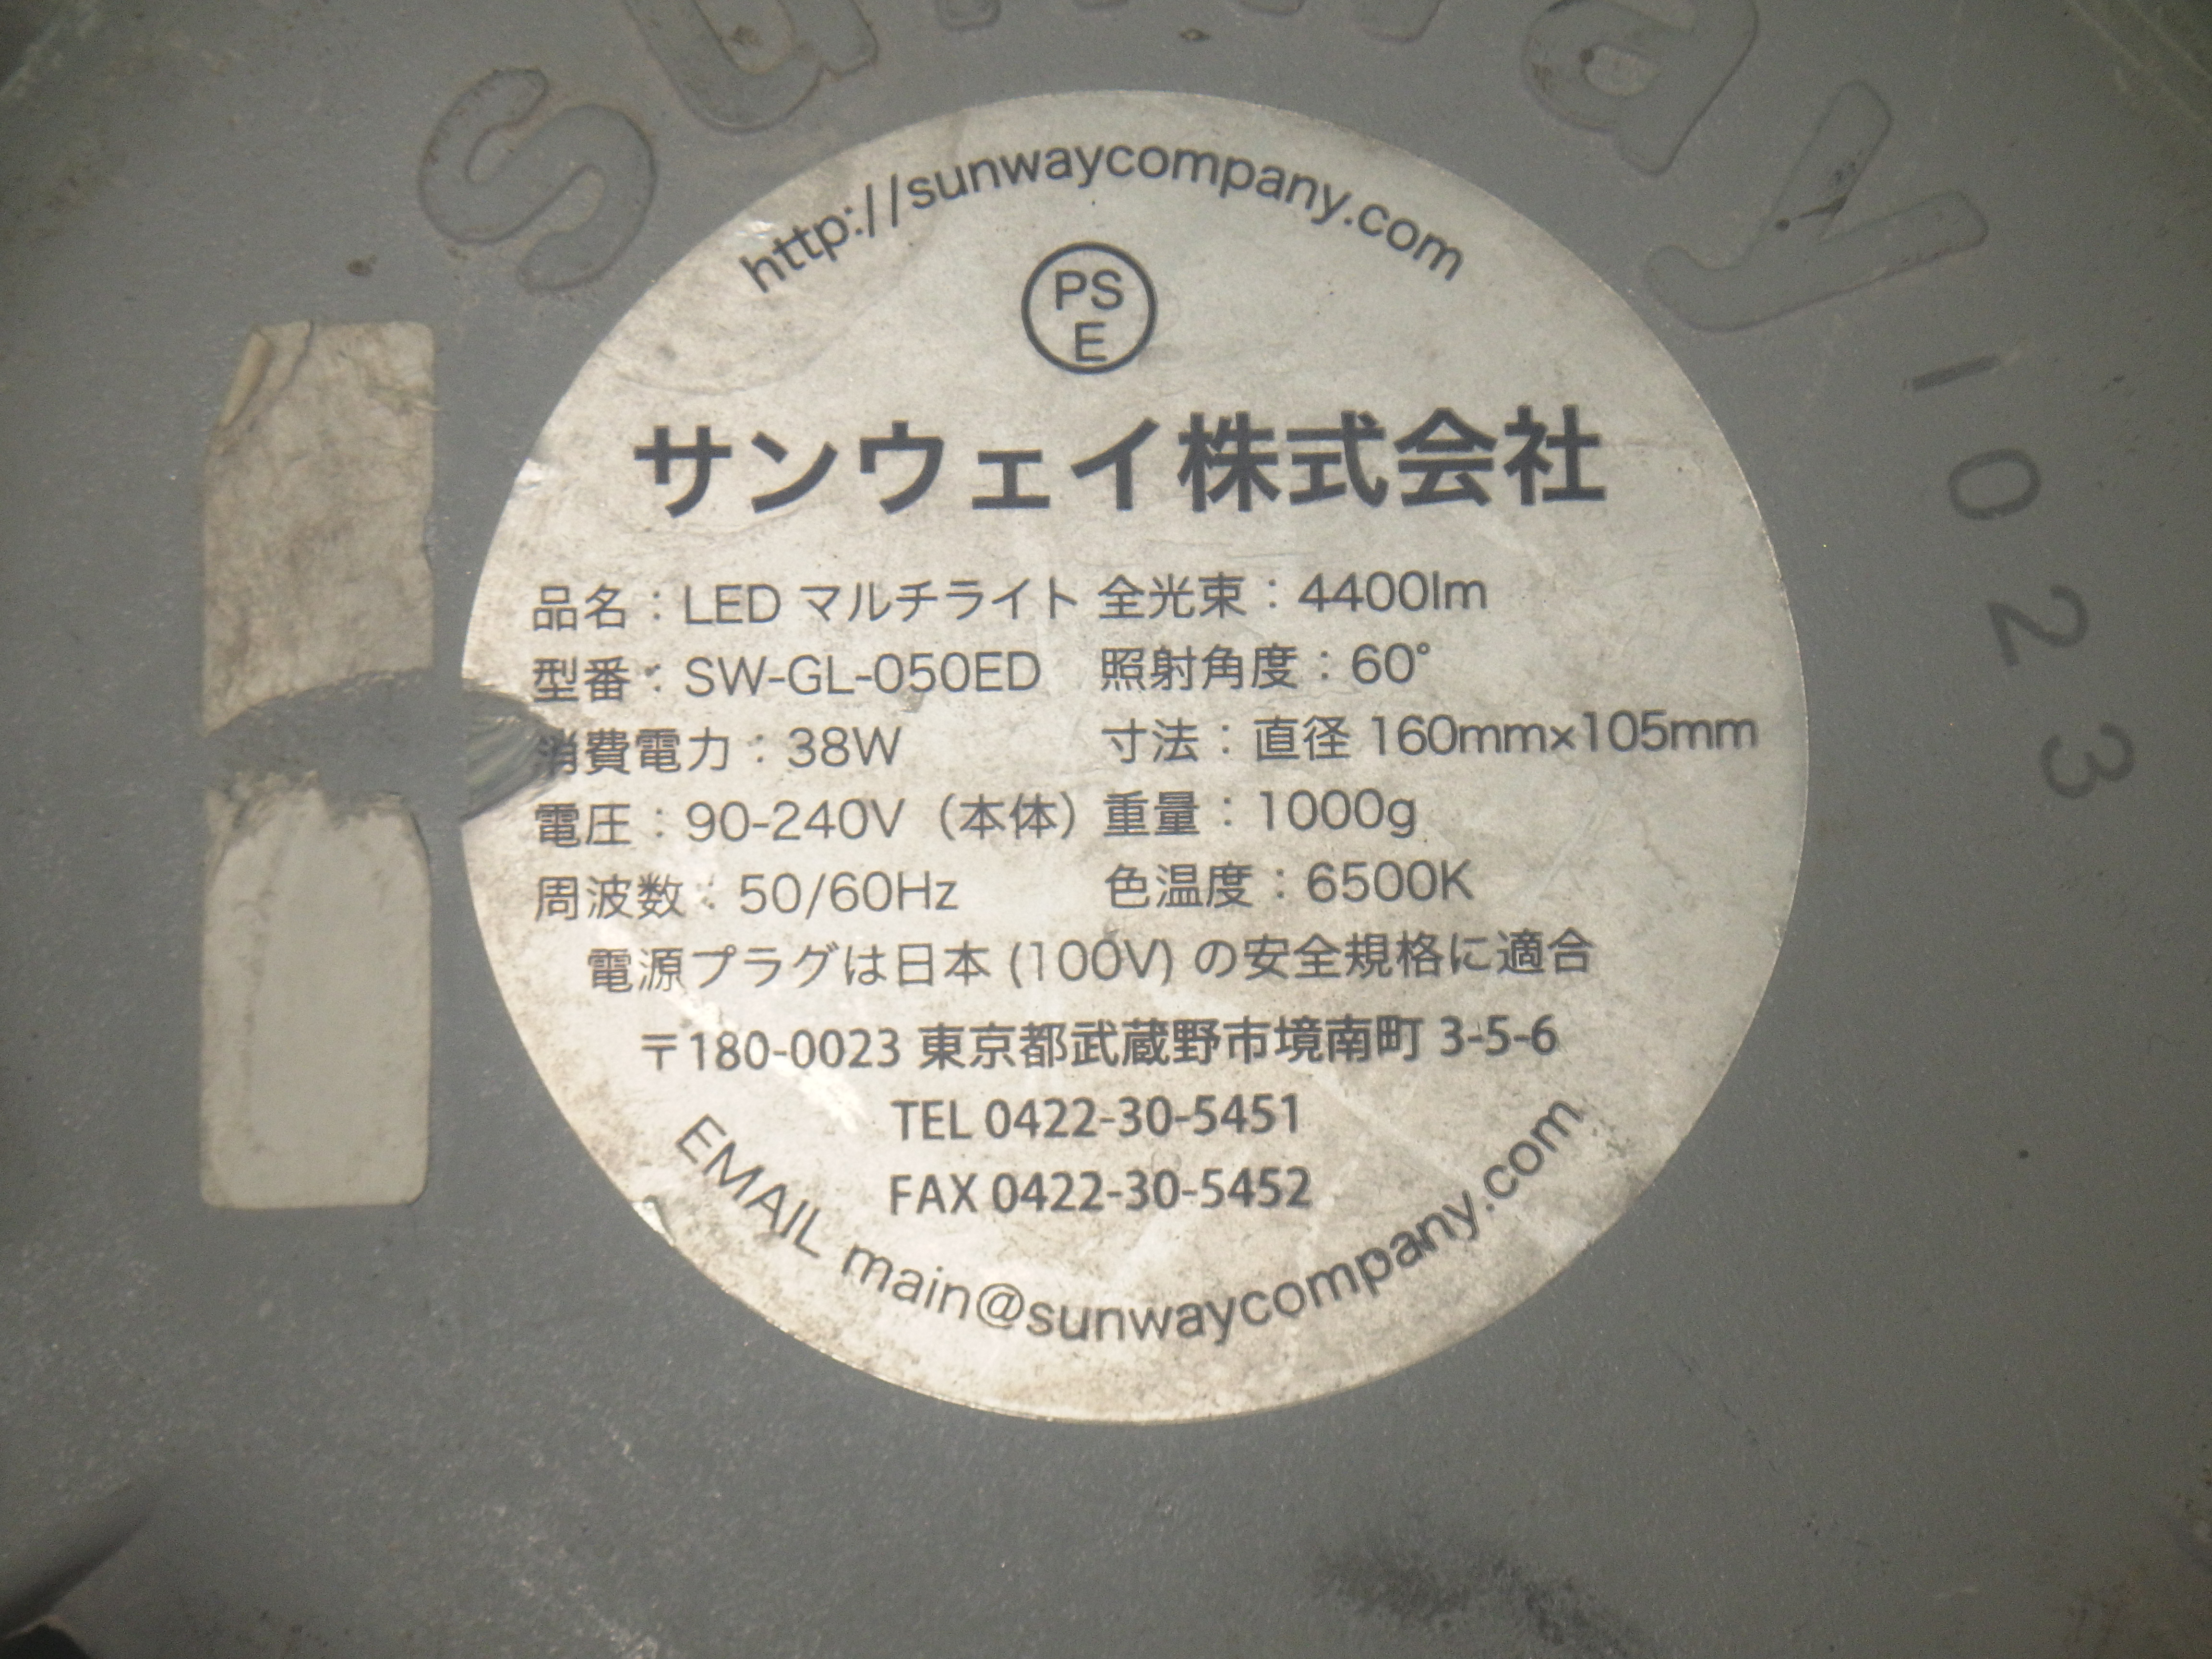 sunway
1023
http://sunwaycompany.com
PS
E
サンウェイ株式会社
品名：LED マルチライト 全光束：4400lm
型番：SW-GL-050ED 照射角度：60°
消費電力：38W 寸法：直径 160mm×105mm
電圧：90-240V（本体）重量：1000g
周波数：50/60Hz 色温度：6500K
電源プラグは日本 (100V) の安全規格に適合
〒180-0023 東京都武蔵野市境南町 3-5-6
TEL 0422-30-5451
FAX 0422-30-5452
EMAIL main@sunwaycompany.com